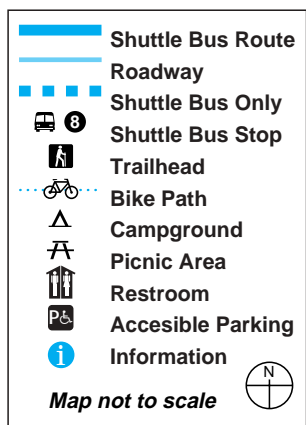 Shuttle Bus Route
Roadway
Shuttle Bus Only
8 Shuttle Bus Stop
Trailhead
Bike Path
Campground
Picnic Area
Restroom
P Accesible Parking
i Information
N
Map not to scale